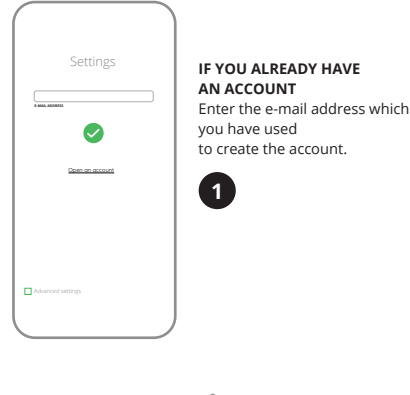 Settings
E-MAIL ADDRESS
Open an account
Advanced settings
IF YOU ALREADY HAVE
AN ACCOUNT
Enter the e-mail address which
you have used
to create the account.
1